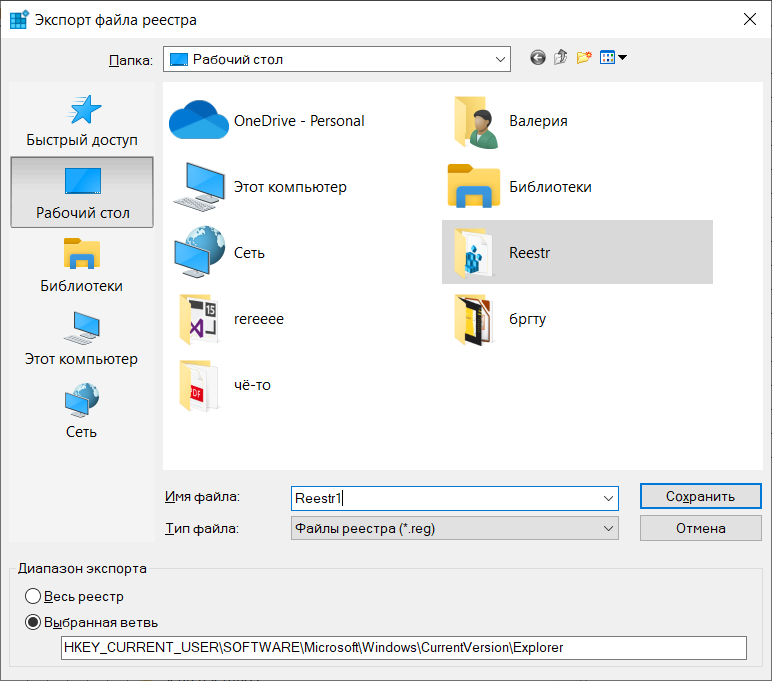 Экспорт файла реестра
Папка:
Рабочий стол
Быстрый доступ
Рабочий стол
Библиотеки
Этот компьютер
Сеть
OneDrive - Personal
Валерия
Этот компьютер
Библиотеки
Сеть
Reestr
rereeee
15
бргту
чё-то
PDF
Имя файла:
Reestr1
Сохранить
Тип файла:
Файлы реестра (*.reg)
Отмена
Диапазон экспорта
Весь реестр
Выбранная ветвь
HKEY_CURRENT_USER\SOFTWARE\Microsoft\Windows\CurrentVersion\Explorer